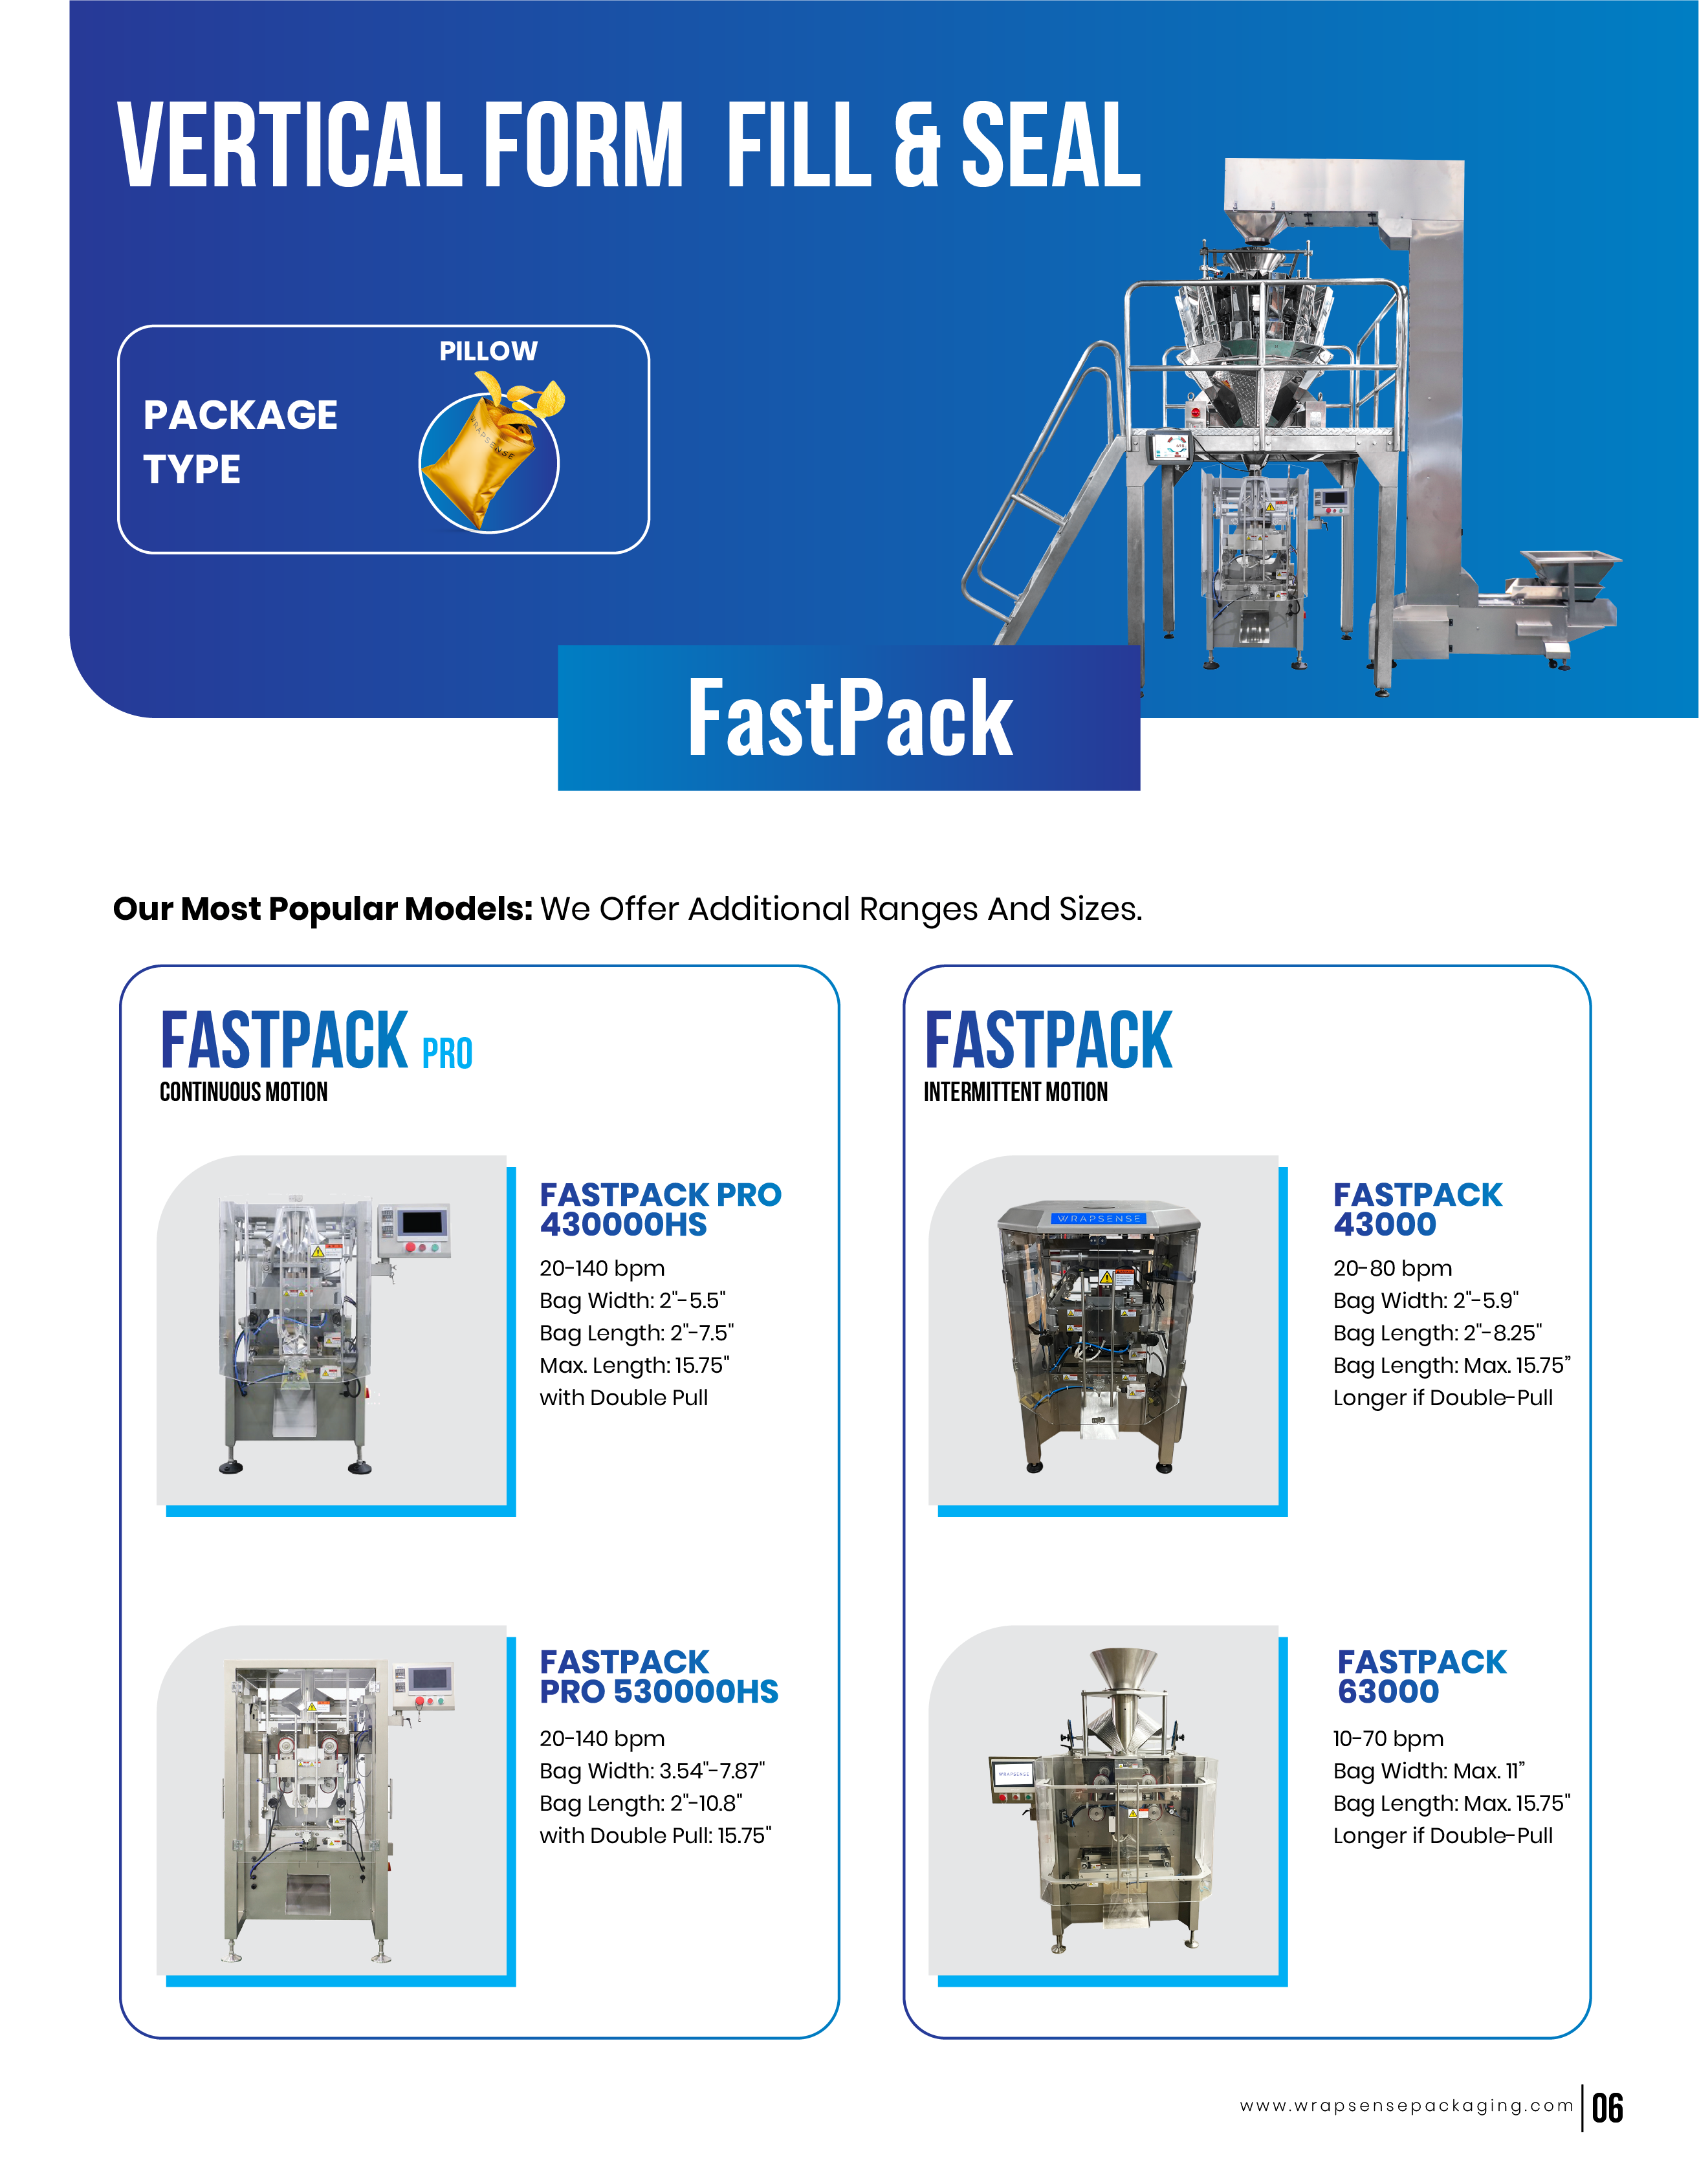 VERTICAL FORM FILL & SEAL
PILLOW
PACKAGE
TYPE
WRAPSENSE
FastPack
Our Most Popular Models: We Offer Additional Ranges And Sizes.
FASTPACK PRO
CONTINUOUS MOTION
FASTPACK PRO
430000HS
20-140 bpm
Bag Width: 2"-5.5"
Bag Length: 2"-7.5"
Max. Length: 15.75"
with Double Pull
FASTPACK
PRO 530000HS
20-140 bpm
Bag Width: 3.54"-7.87"
Bag Length: 2"-10.8"
with Double Pull: 15.75"
FASTPACK
INTERMITTENT MOTION
WRAPSENSE
FASTPACK
43000
20-80 bpm
Bag Width: 2"-5.9"
Bag Length: 2"-8.25"
Bag Length: Max. 15.75”
Longer if Double-Pull
WRAPSENSE
FASTPACK
63000
10-70 bpm
Bag Width: Max. 11”
Bag Length: Max. 15.75"
Longer if Double-Pull
www.wrapsensepackaging.com
06